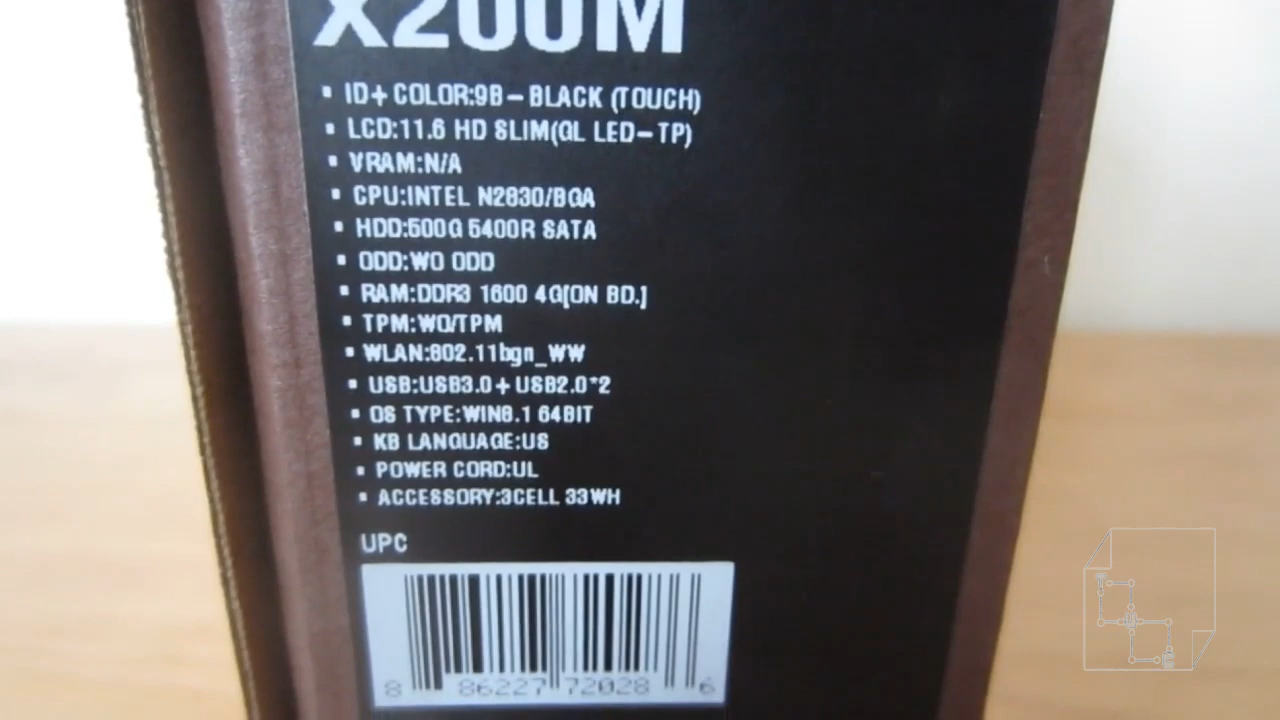 X200M
▪ ID+ COLOR:9B-BLACK (TOUCH)
▪ LCD:11.6 HD SLIM(GL LED-TP)
▪ VRAM:N/A
▪ CPU:INTEL N2830/BGA
▪ HDD:500G 5400R SATA
▪ ODD:WO ODD
▪ RAM:DDR3 1600 4G[ON BD.]
▪ TPM:WO/TPM
▪ WLAN:802.11bgn_WW
▪ USB:USB3.0+USB2.0*2
▪ OS TYPE:WIN8.1 64BIT
▪ KB LANGUAGE:US
▪ POWER CORD:UL
▪ ACCESSORY:3CELL 33WH
UPC
8 86227 72028 6